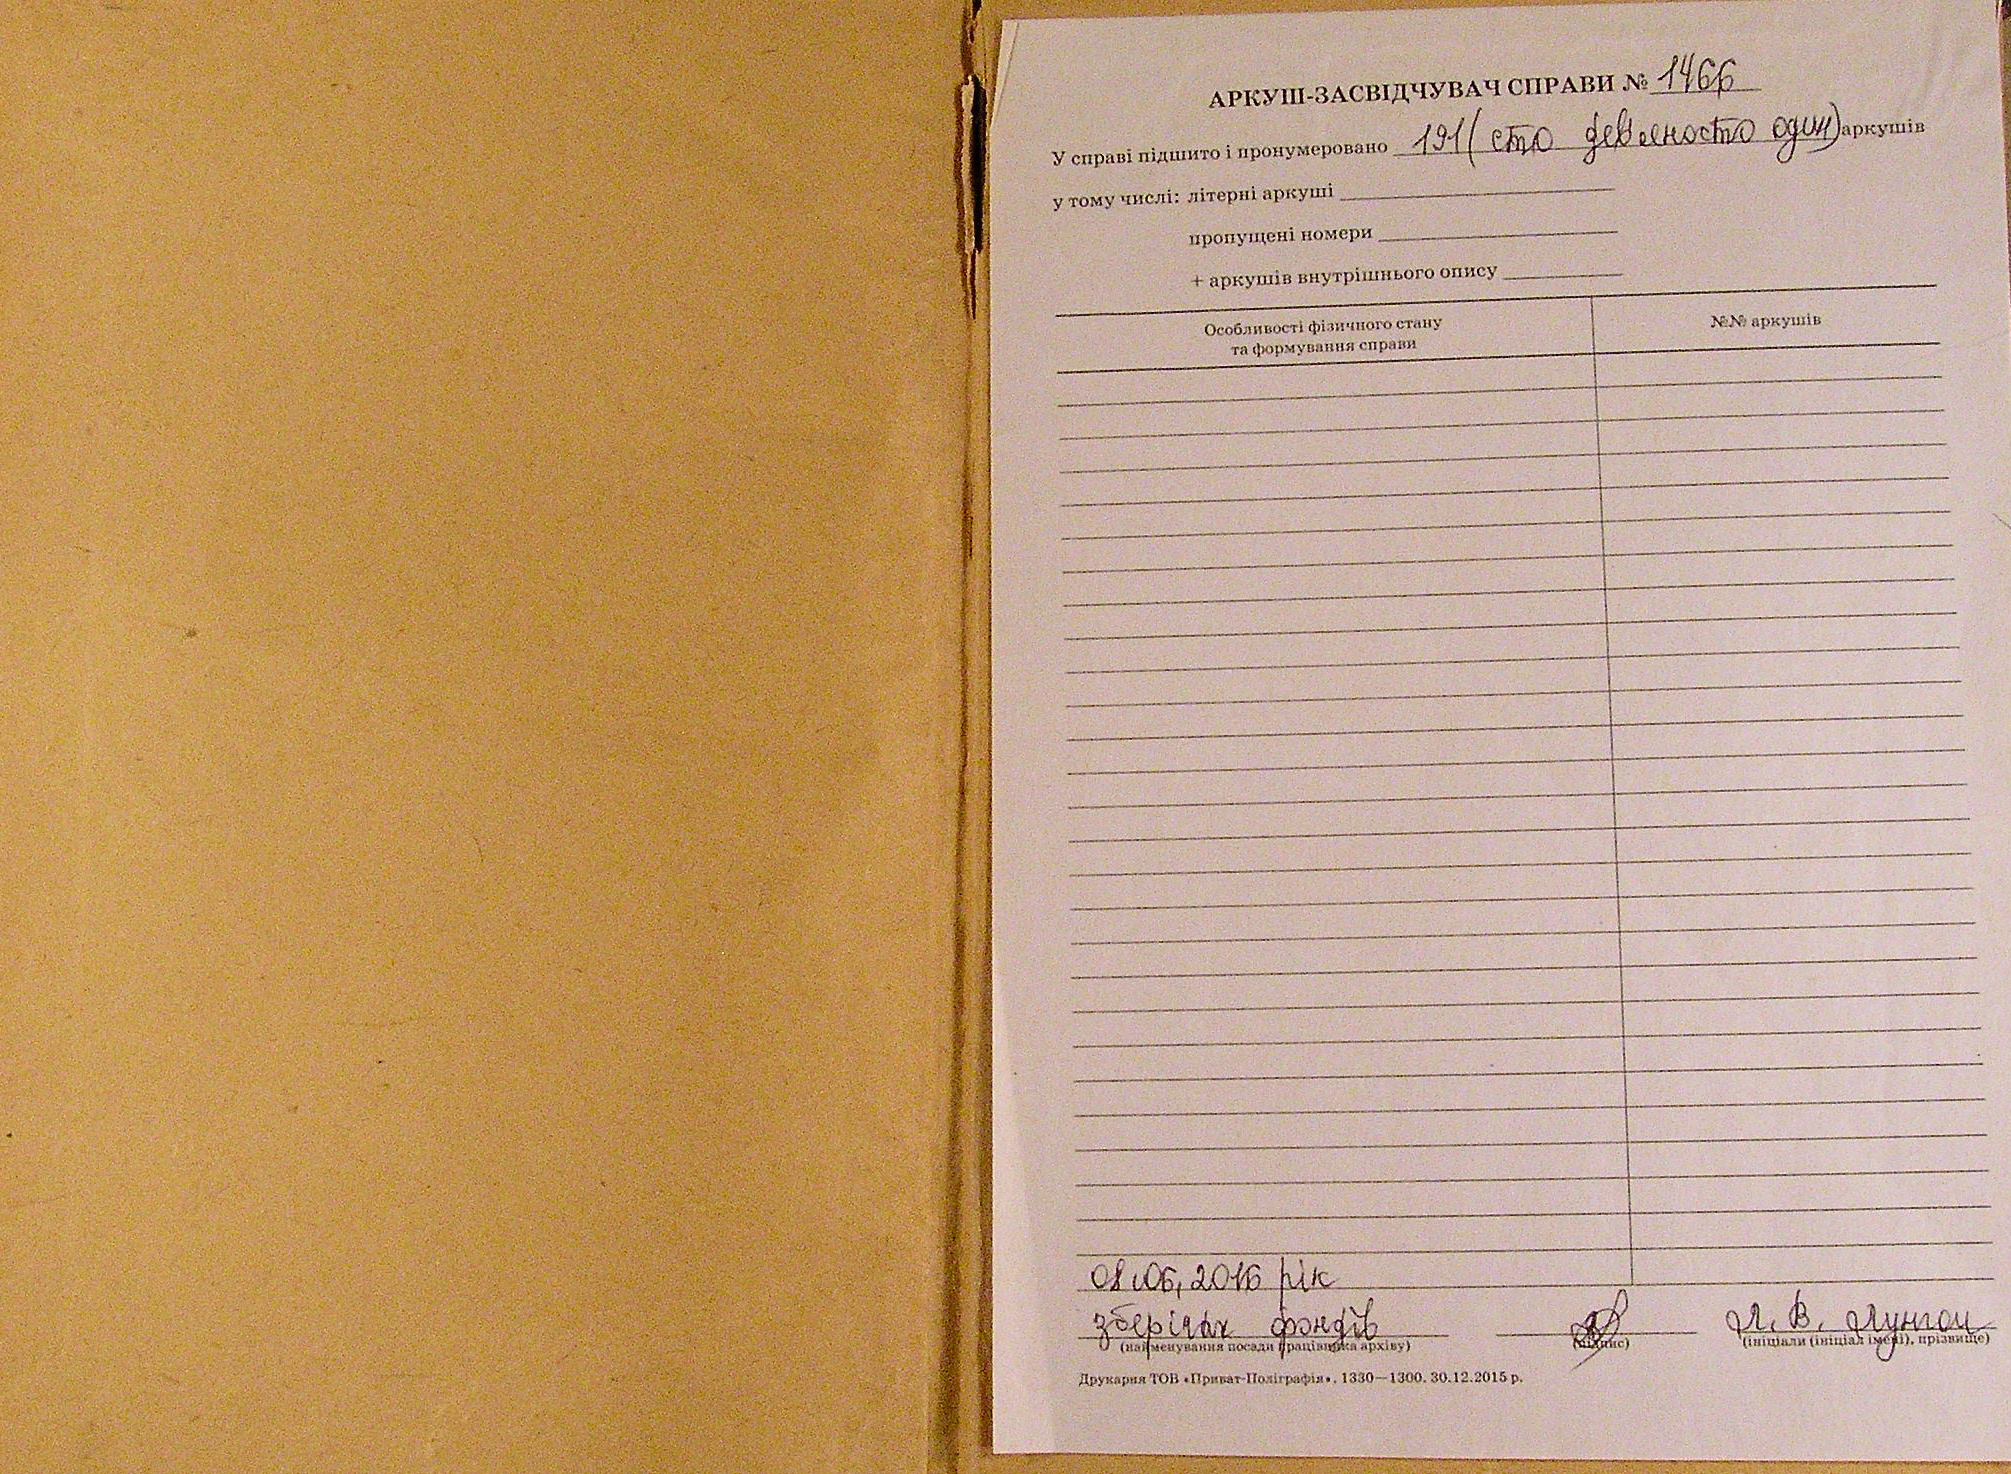 АРКУШ-ЗАСВІДЧУВАЧ СПРАВИ № 1466
У справі підшито і пронумеровано 191 (сто дев'яносто один) аркушів
у тому числі: літерні аркуші
пропущені номери
+ аркушів внутрішнього опису
Особливості фізичного стану
та формування справи
№№ аркушів
08.06.2016 рік
зберігач фондів Л. В.
(найменування посади працівника архіву) (підпис) (ініціали (ініціал імені), прізвище)
Друкарня ТОВ «Приват-Поліграфія», 1330—1300. 30.12.2015 р.